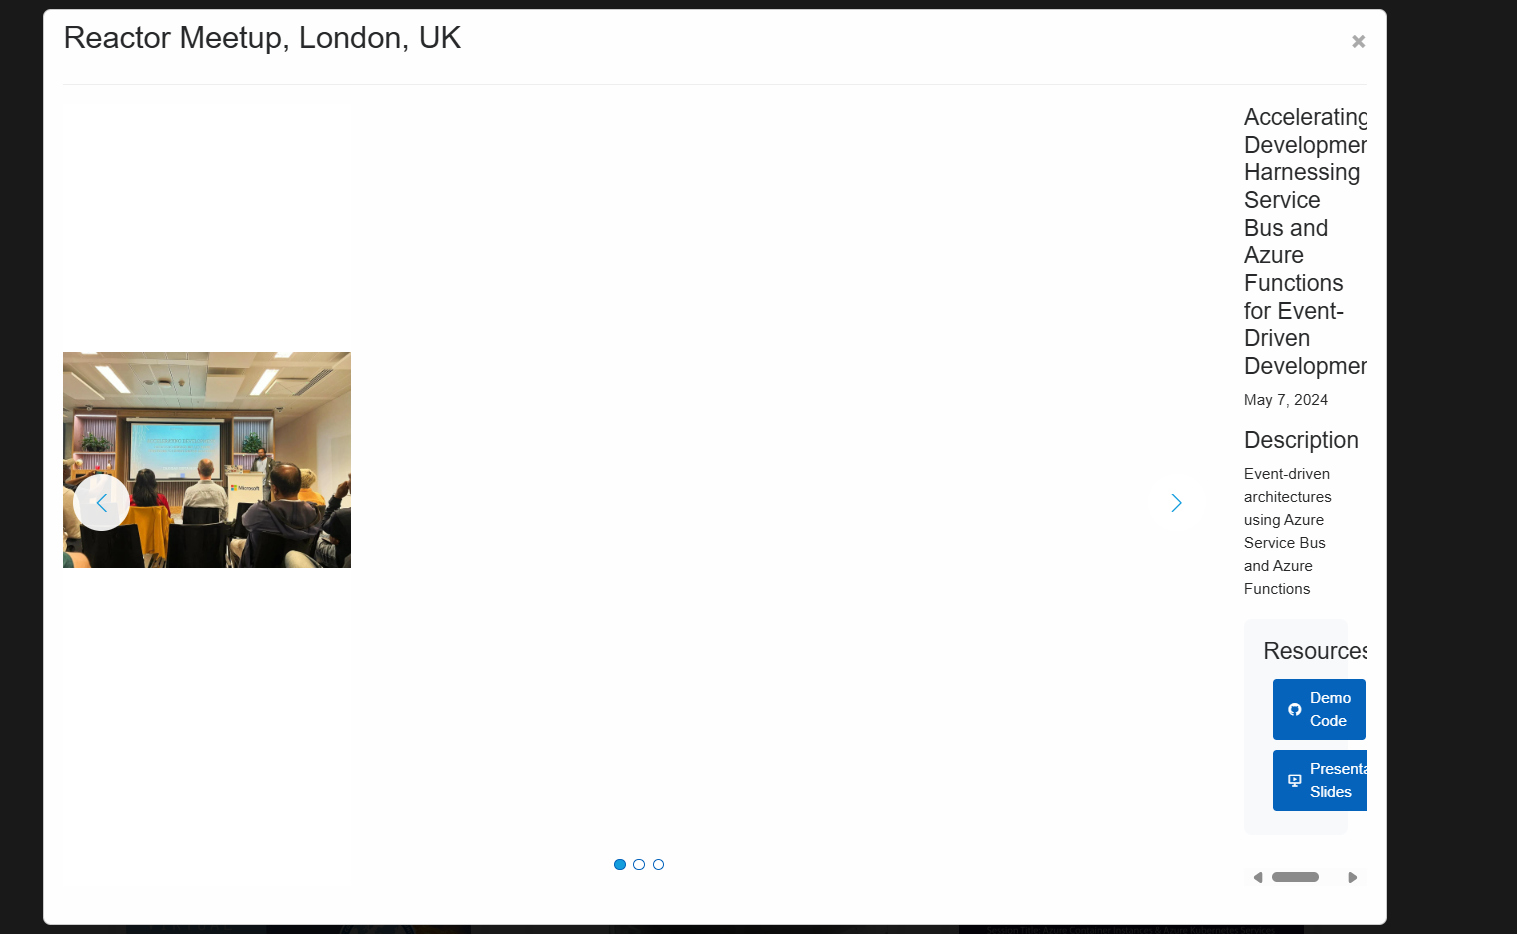 Reactor Meetup, London, UK
Accelerating
Developmen
Harnessing
Service
Bus and
Azure
Functions
for Event-
Driven
Developmen
May 7, 2024
Description
Event-driven
architectures
using Azure
Service Bus
and Azure
Functions
Microsoft
Resources
Demo
Code
Presenta
Slides